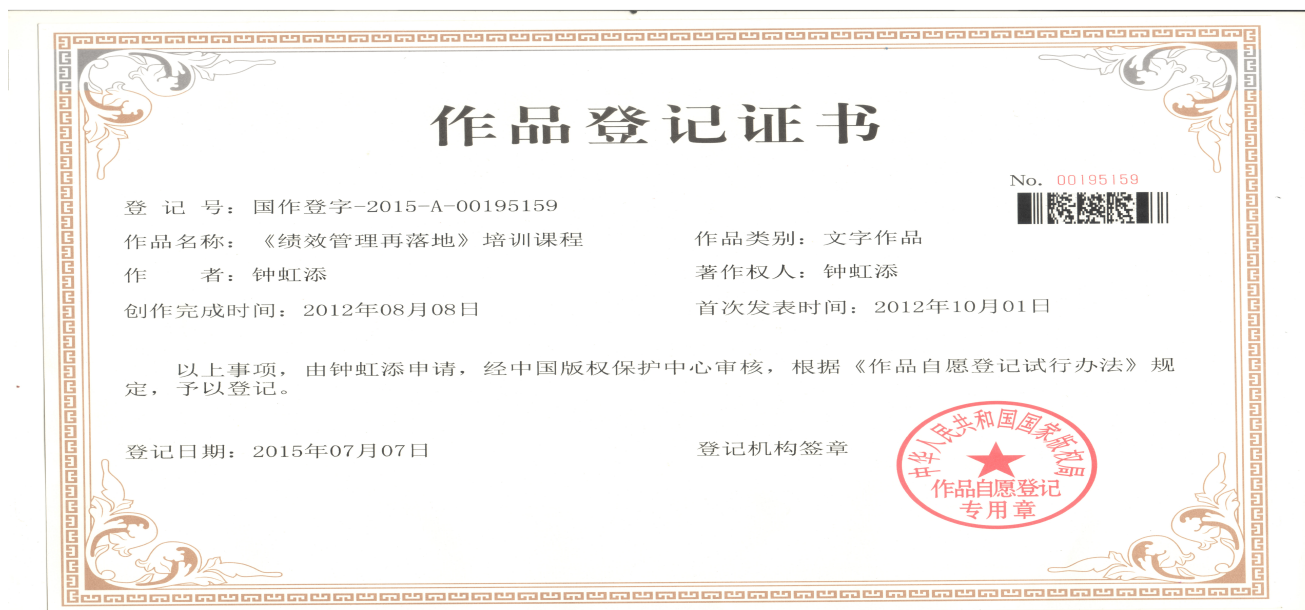 作品登记证书
No. 00195159
登 记 号：国作登字-2015-A-00195159
作品名称：《绩效管理再落地》培训课程
作品类别：文字作品
作 者：钟虹添
著作权人：钟虹添
创作完成时间：2012年08月08日
首次发表时间：2012年10月01日
以上事项，由钟虹添申请，经中国版权保护中心审核，根据《作品自愿登记试行办法》规
定，予以登记。
登记日期：2015年07月07日
登记机构签章
中华人民共和国国家版权局
作品自愿登记
专用章